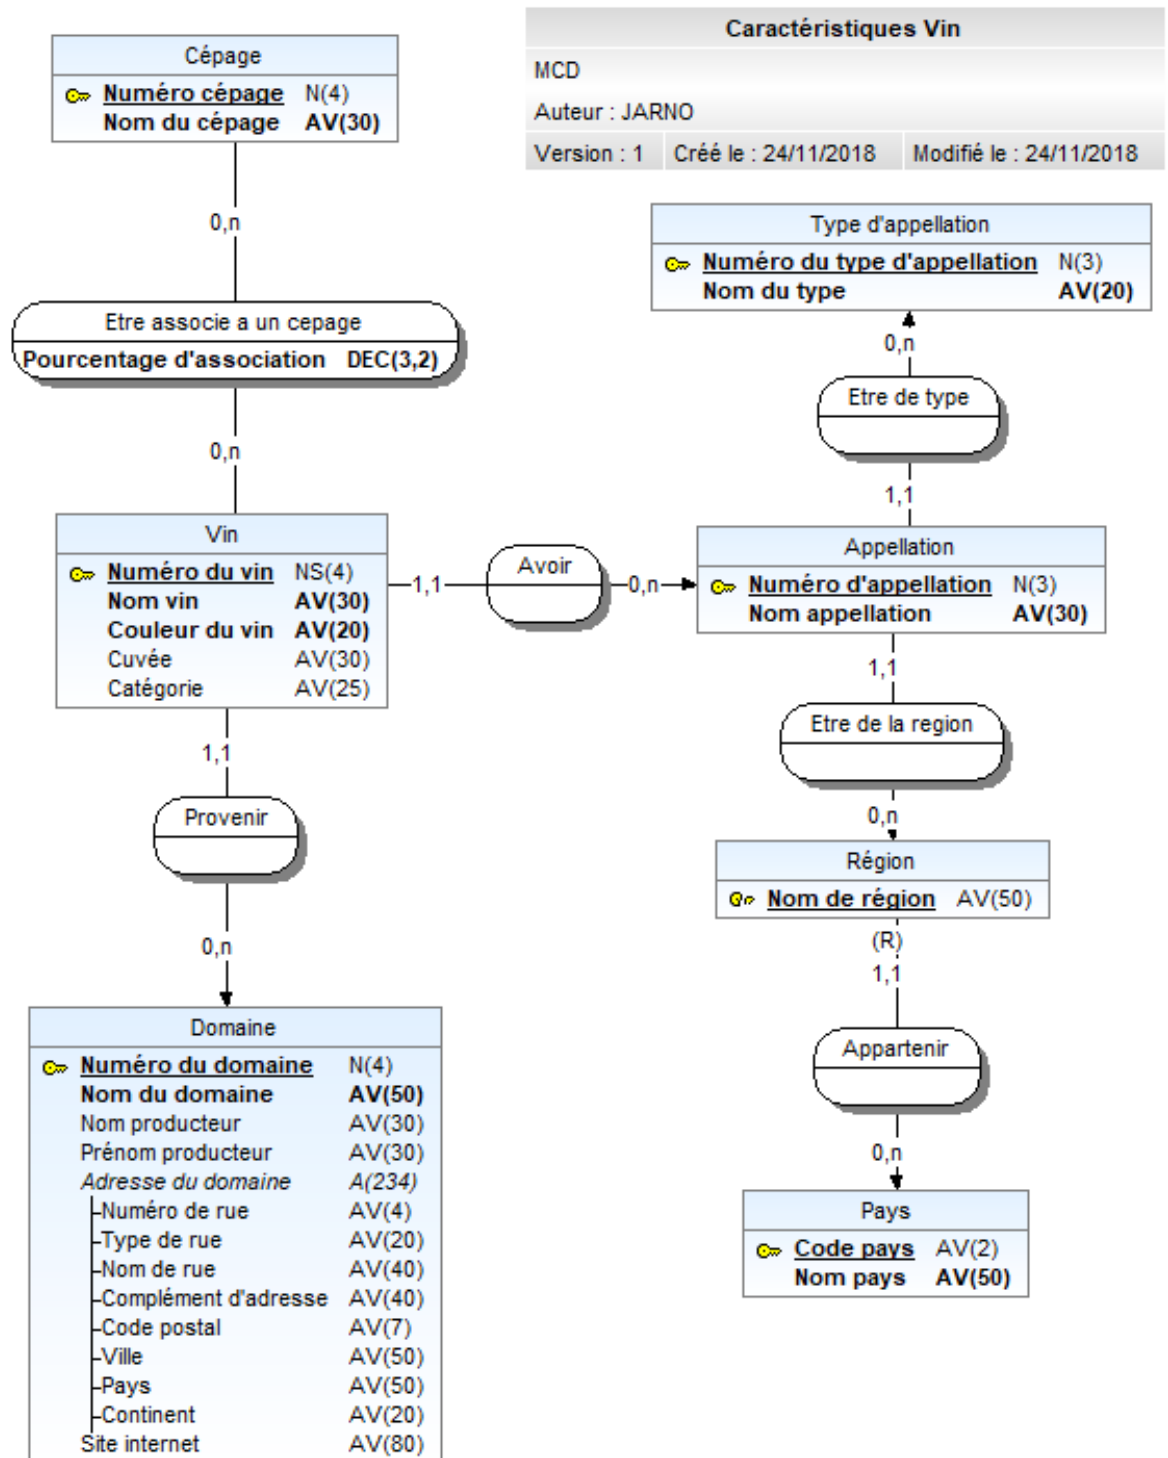 Caractéristiques Vin
MCD
Auteur : JARNO
Version : 1 Créé le : 24/11/2018 Modifié le : 24/11/2018
Cépage
Numéro cépage N(4)
Nom du cépage AV(30)
0,n
Etre associe a un cepage
Pourcentage d'association DEC(3,2)
0,n
Vin
Numéro du vin NS(4)
Nom vin AV(30)
Couleur du vin AV(20)
Cuvée AV(30)
Catégorie AV(25)
1,1
Avoir
0,n
1,1
Provenir
0,n
Domaine
Numéro du domaine N(4)
Nom du domaine AV(50)
Nom producteur AV(30)
Prénom producteur AV(30)
Adresse du domaine A(234)
Numéro de rue AV(4)
Type de rue AV(20)
Nom de rue AV(40)
Complément d'adresse AV(40)
Code postal AV(7)
Ville AV(50)
Pays AV(50)
Continent AV(20)
Site internet AV(80)
Type d'appellation
Numéro du type d'appellation N(3)
Nom du type AV(20)
0,n
Etre de type
1,1
Appellation
Numéro d'appellation N(3)
Nom appellation AV(30)
1,1
Etre de la region
0,n
Région
Nom de région AV(50)
(R)
1,1
Appartenir
0,n
Pays
Code pays AV(2)
Nom pays AV(50)